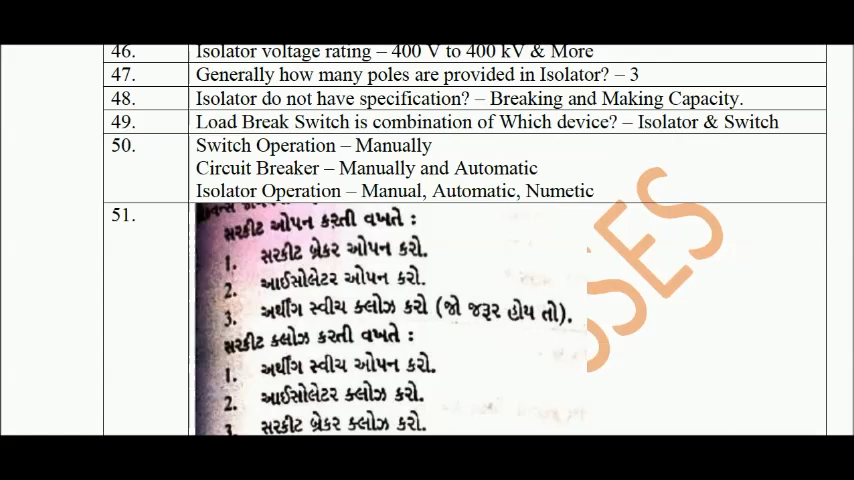 46. Isolator voltage rating – 400 V to 400 kV & More
47. Generally how many poles are provided in Isolator? – 3
48. Isolator do not have specification? – Breaking and Making Capacity.
49. Load Break Switch is combination of Which device? – Isolator & Switch
50. Switch Operation – Manually
Circuit Breaker – Manually and Automatic
Isolator Operation – Manual, Automatic, Numetic
51.
સરકીટ ઓપન કરતી વખતે :
1. સરકીટ બ્રેકર ઓપન કરો.
2. આઈસોલેટર ઓપન કરો.
3. અર્થીંગ સ્વીચ ક્લોઝ કરો (જો જરૂર હોય તો).
સરકીટ ક્લોઝ કરતી વખતે :
1. અર્થીંગ સ્વીચ ઓપન કરો.
2. આઈસોલેટર ક્લોઝ કરો.
3. સરકીટ બ્રેકર ક્લોઝ કરો.